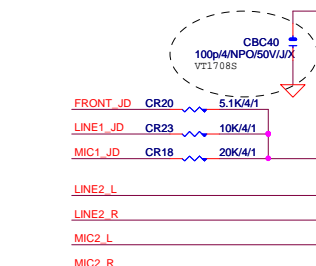 CBC40
100p/4/NPO/50V/J/X
VT1708S
FRONT_JD CR20 5.1K/4/1
LINE1_JD CR23 10K/4/1
MIC1_JD CR18 20K/4/1
LINE2_L
LINE2_R
MIC2_L
MIC2_R